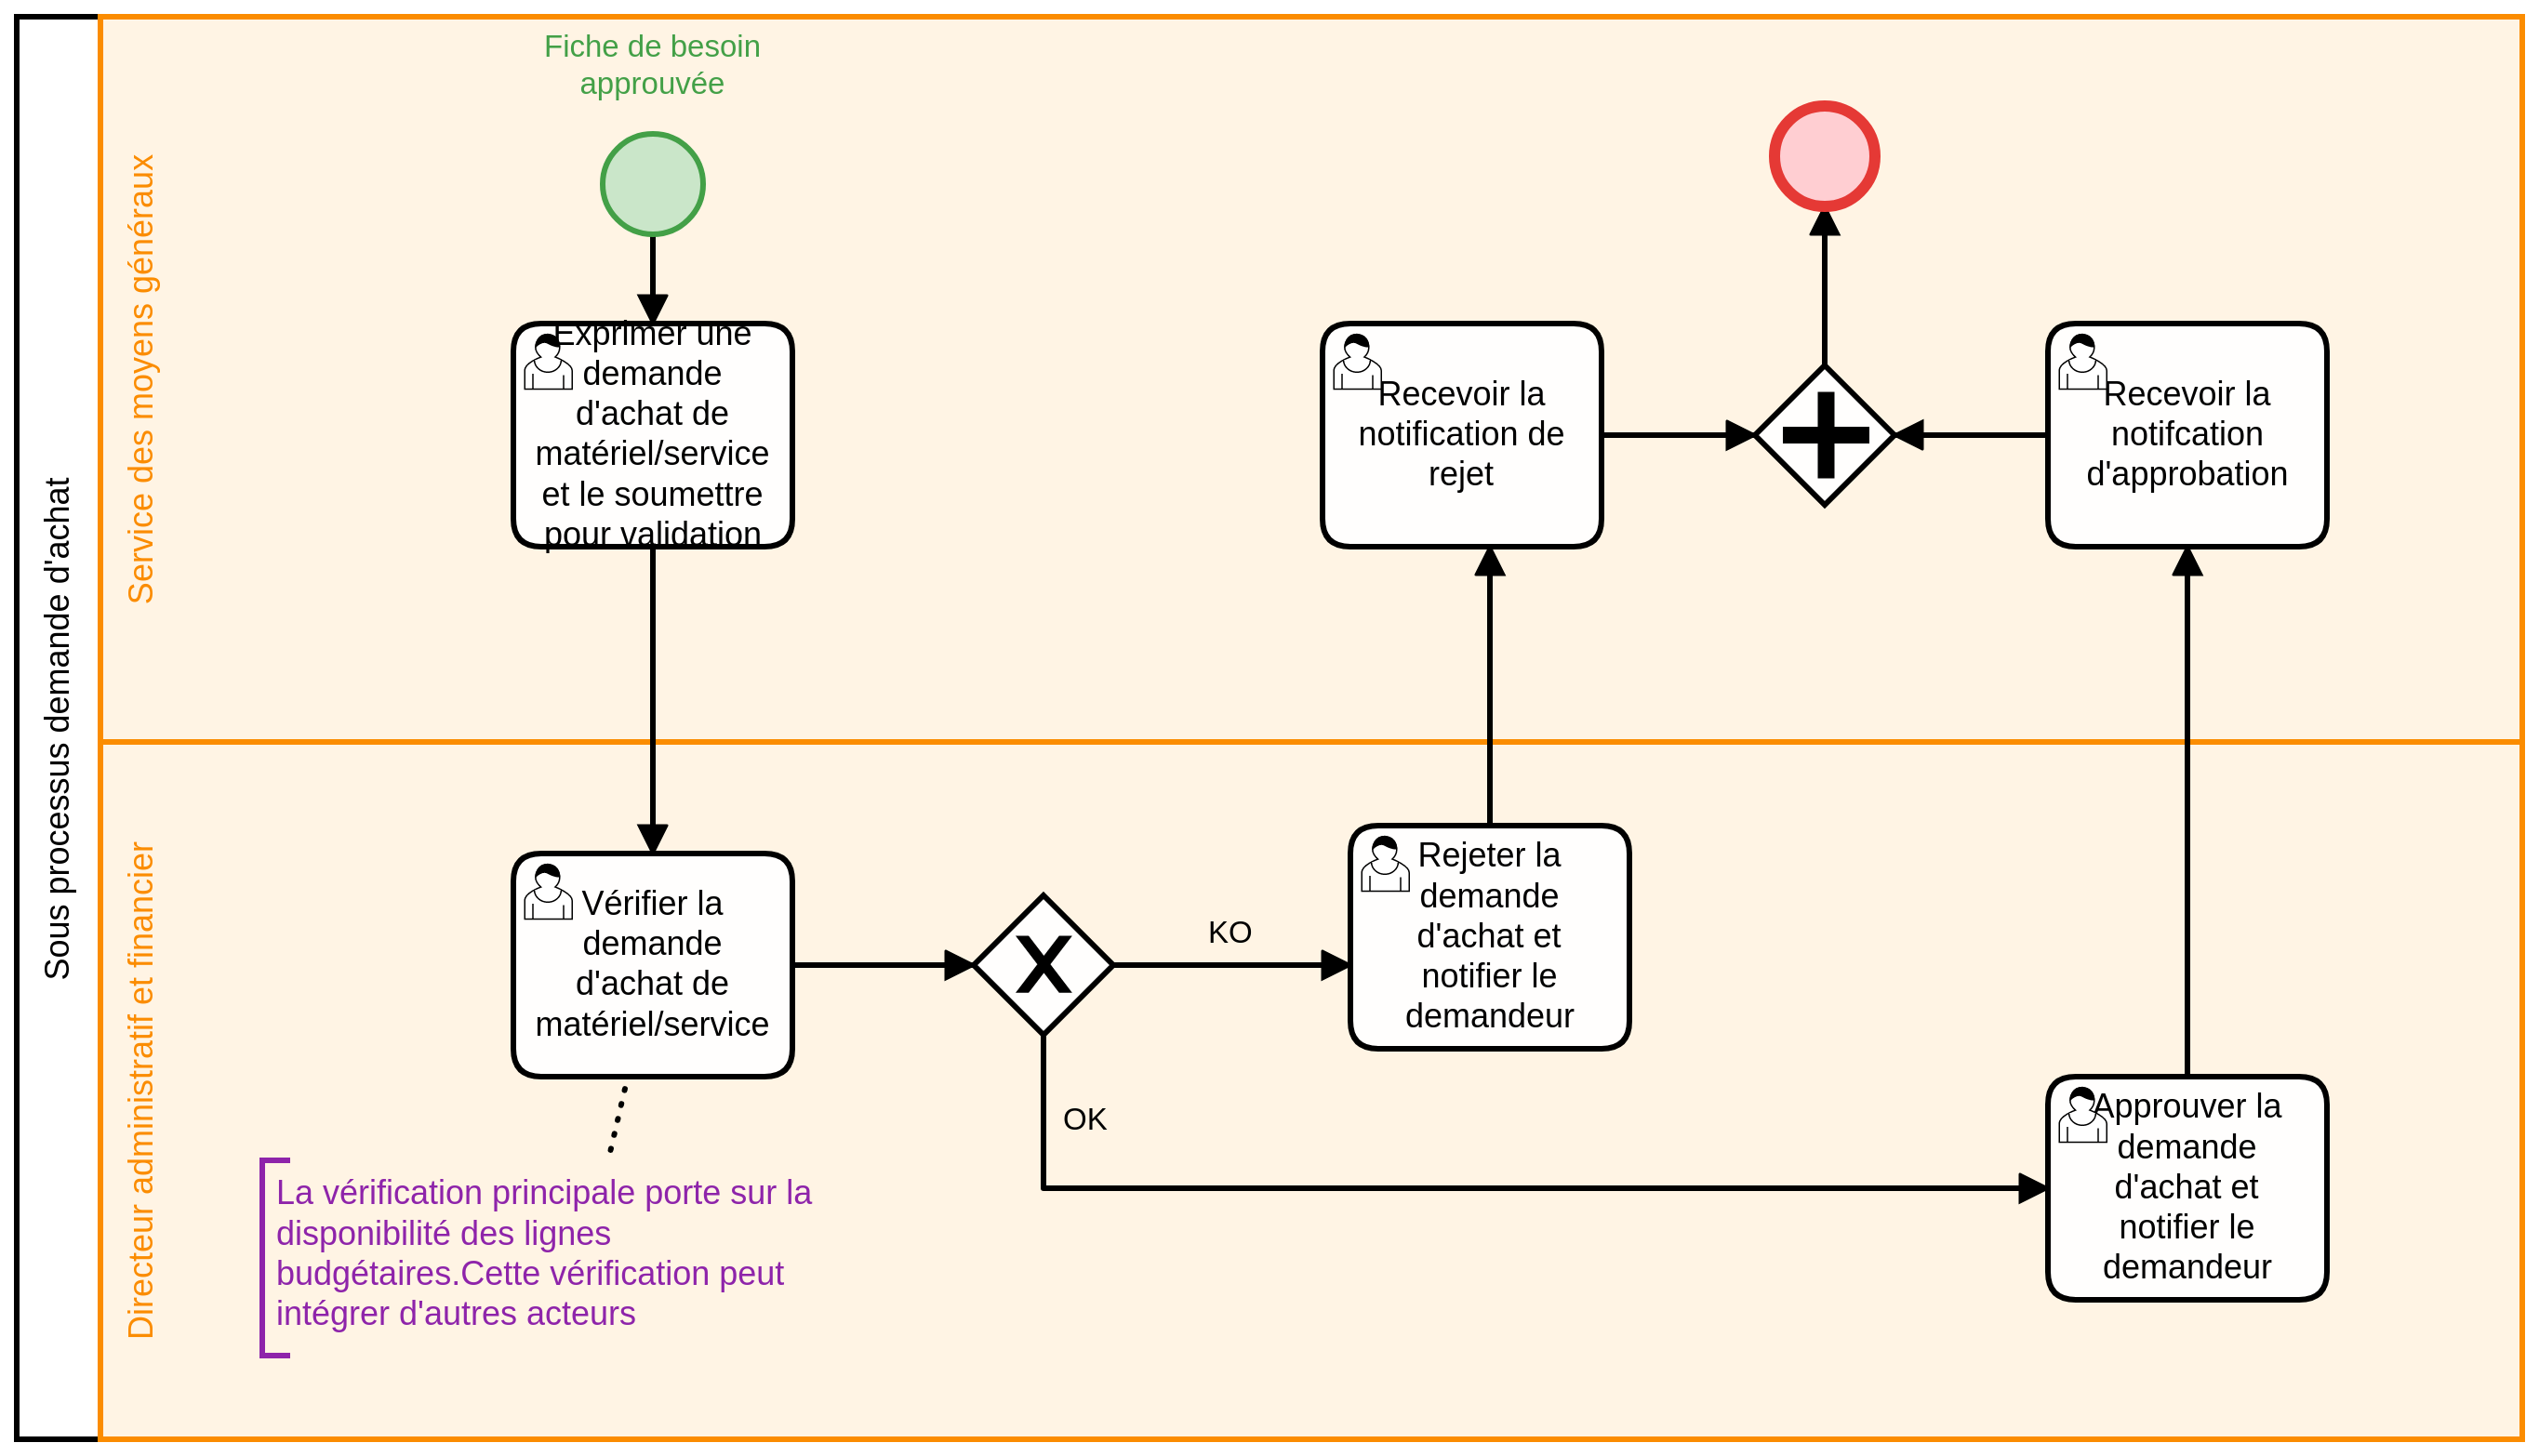 Sous processus demande d'achat
Service des moyens généraux
Fiche de besoin
approuvée
Exprimer une
demande
d'achat de
matériel/service
et le soumettre
pour validation
Recevoir la
notification de
rejet
Recevoir la
notifcation
d'approbation
Directeur administratif et financier
Vérifier la
demande
d'achat de
matériel/service
X
KO
OK
Rejeter la
demande
d'achat et
notifier le
demandeur
Approuver la
demande
d'achat et
notifier le
demandeur
La vérification principale porte sur la
disponibilité des lignes
budgétaires.Cette vérification peut
intégrer d'autres acteurs